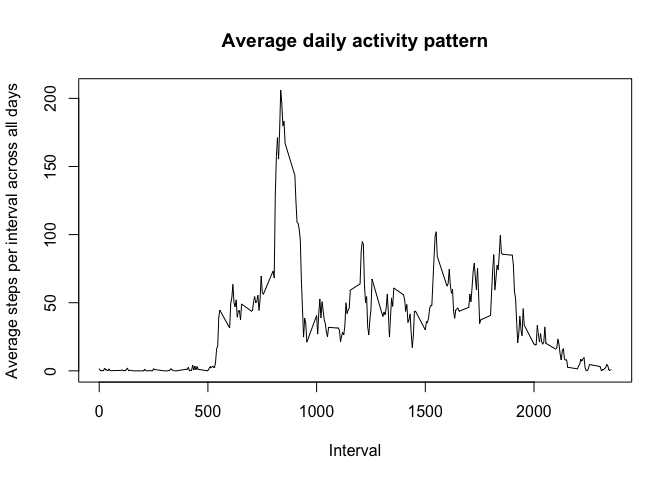 Average daily activity pattern
Average steps per interval across all days
200
150
100
50
0
0 500 1000 1500 2000
Interval